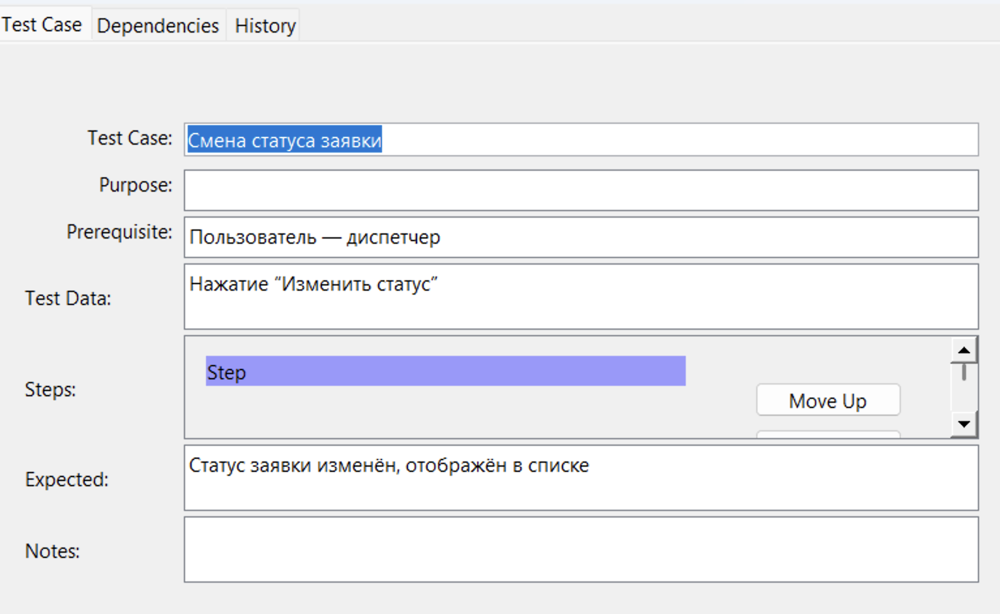 Test Case Dependencies History
Test Case: Смена статуса заявки
Purpose:
Prerequisite: Пользователь — диспетчер
Test Data: Нажатие “Изменить статус”
Steps: Step
Move Up
Expected: Статус заявки изменён, отображён в списке
Notes: